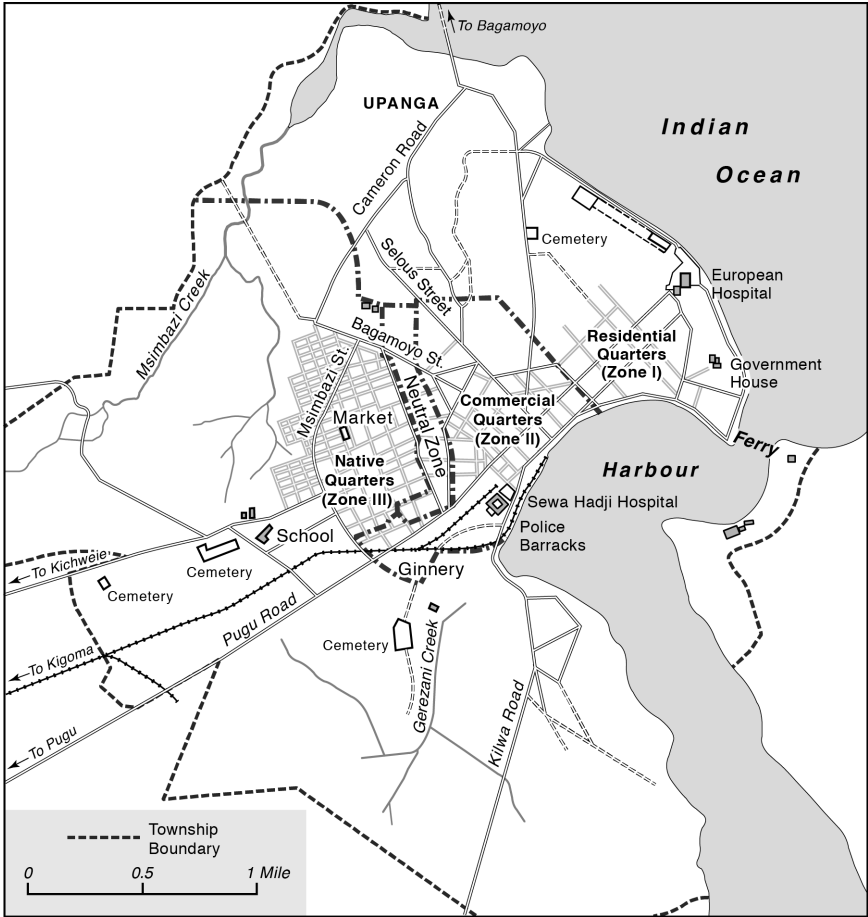 To Bagamoyo
UPANGA
Indian
Ocean
Cameron Road
Cemetery
Selous Street
European
Hospital
Msimbazi Creek
Bagamoyo St.
Residential
Quarters
(Zone I)
Government
House
Msimbazi St.
Neutral Zone
Commercial
Quarters
(Zone II)
Market
Ferry
Native
Quarters
(Zone III)
Harbour
Sewa Hadji Hospital
School
Police
Barracks
To Kichwele
Cemetery
Ginnery
Cemetery
Pugu Road
Cemetery
Gerezani Creek
To Kigoma
Kilwa Road
To Pugu
Township
Boundary
0 0.5 1 Mile